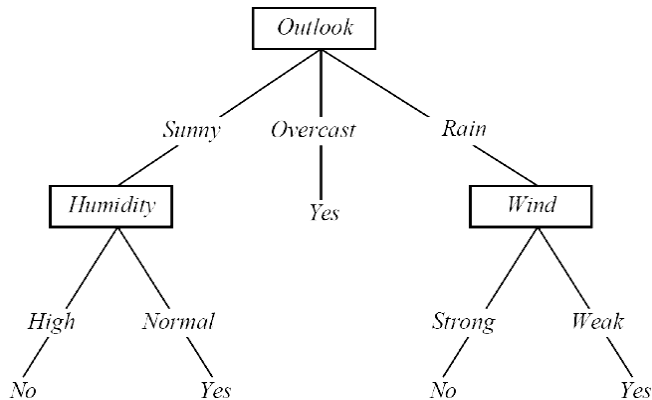 Outlook
Sunny Overcast Rain
Humidity Yes Wind
High Normal Strong Weak
No Yes No Yes